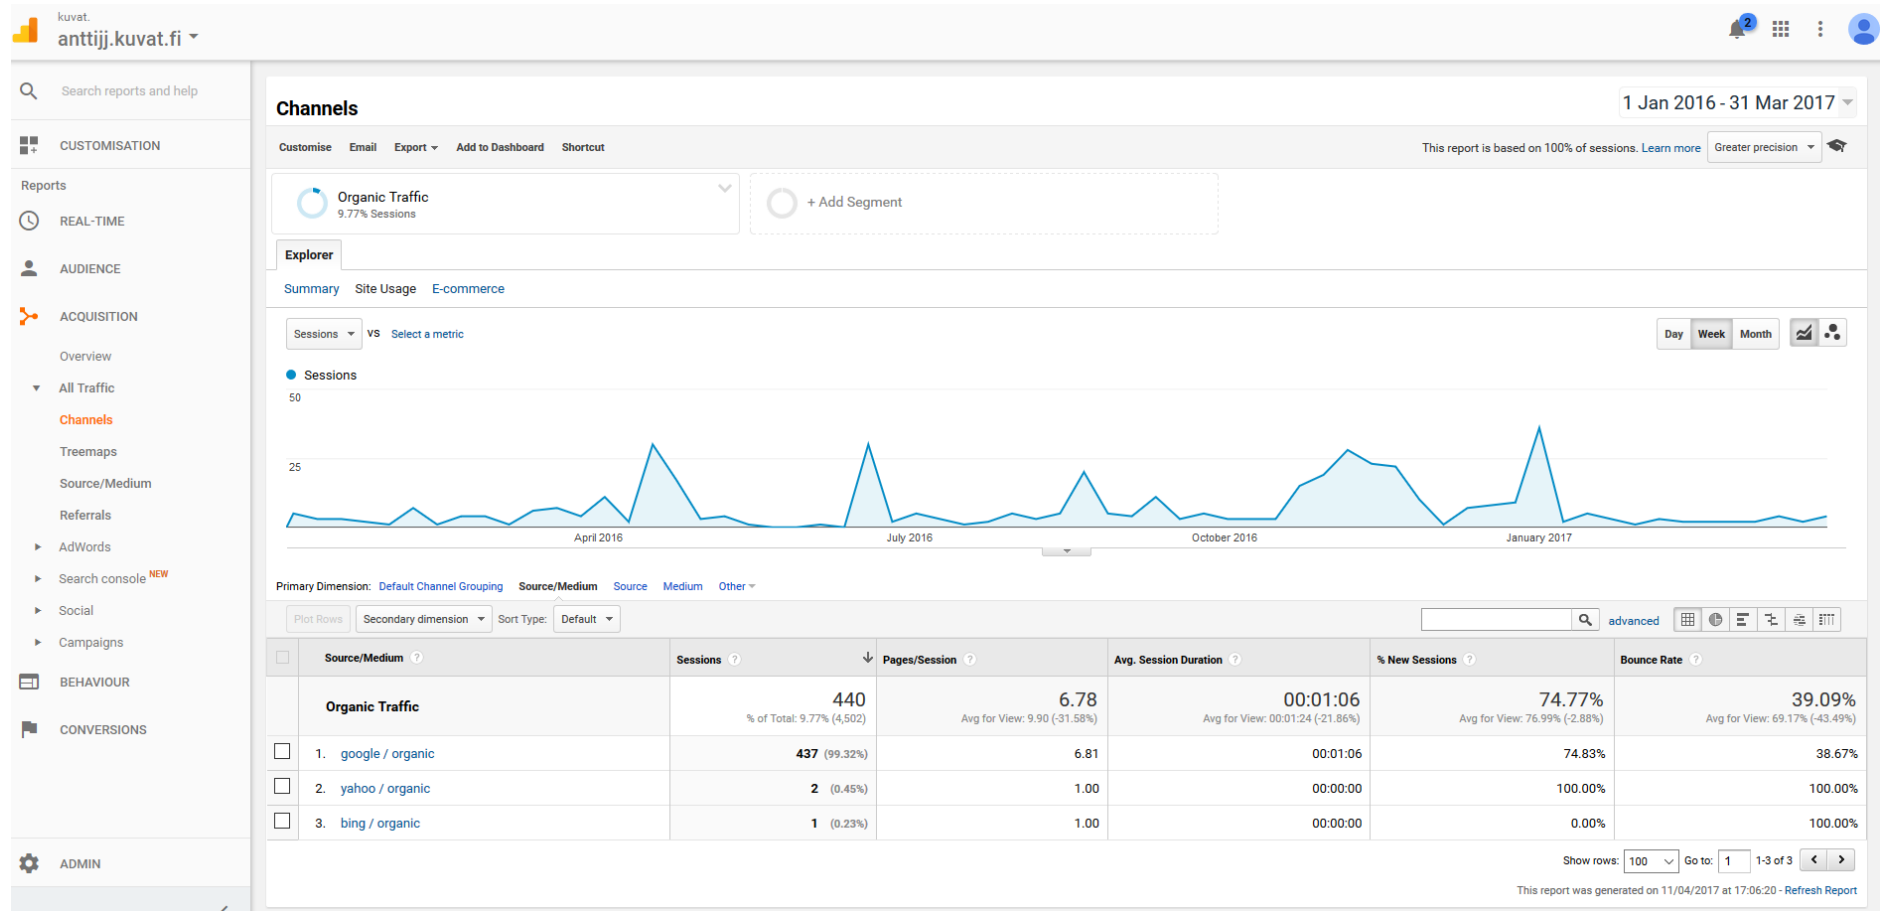 kuvat.
anttijj.kuvat.fi
2
Search reports and help
CUSTOMISATION
Reports
REAL-TIME
AUDIENCE
ACQUISITION
Overview
All Traffic
Channels
Treemaps
Source/Medium
Referrals
AdWords
Search console NEW
Social
Campaigns
BEHAVIOUR
CONVERSIONS
ADMIN
Channels
1 Jan 2016 - 31 Mar 2017
Customise Email Export Add to Dashboard Shortcut
This report is based on 100% of sessions. Learn more Greater precision
Organic Traffic
9.77% Sessions
+ Add Segment
Explorer
Summary Site Usage E-commerce
Sessions VS Select a metric
Day Week Month
Sessions
50
25
April 2016 July 2016 October 2016 January 2017
Primary Dimension: Default Channel Grouping Source/Medium Source Medium Other
Plot Rows Secondary dimension Sort Type: Default advanced
Source/Medium ? Sessions ? Pages/Session ? Avg. Session Duration ? % New Sessions ? Bounce Rate ?
Organic Traffic 440 6.78 00:01:06 74.77% 39.09%
% of Total: 9.77% (4,502) Avg for View: 9.90 (-31.58%) Avg for View: 00:01:24 (-21.86%) Avg for View: 76.99% (-2.88%) Avg for View: 69.17% (-43.49%)
1. google / organic 437 (99.32%) 6.81 00:01:06 74.83% 38.67%
2. yahoo / organic 2 (0.45%) 1.00 00:00:00 100.00% 100.00%
3. bing / organic 1 (0.23%) 1.00 00:00:00 0.00% 100.00%
Show rows: 100 Go to: 1 1-3 of 3
This report was generated on 11/04/2017 at 17:06:20 - Refresh Report